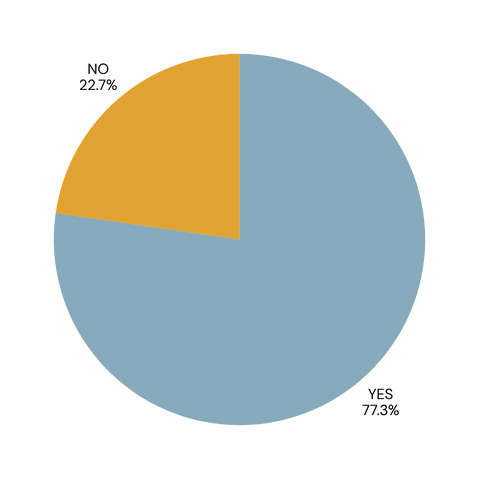 NO
22.7%
YES
77.3%